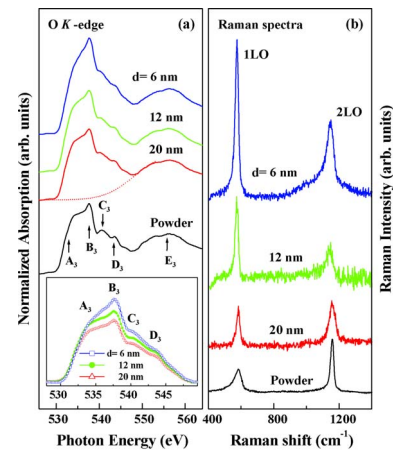 O K-edge
(a)
d= 6 nm
12 nm
20 nm
Powder
C₃
A₃
B₃
D₃
E₃
B₃
A₃
C₃
D₃
d= 6 nm
12 nm
20 nm
530 535 540 545
530 540 550 560
Photon Energy (eV)
Normalized Absorption (arb. units)
Raman spectra
(b)
1LO
2LO
d= 6 nm
12 nm
20 nm
Powder
400 800 1200
Raman shift (cm⁻¹)
Raman Intensity (arb. units)